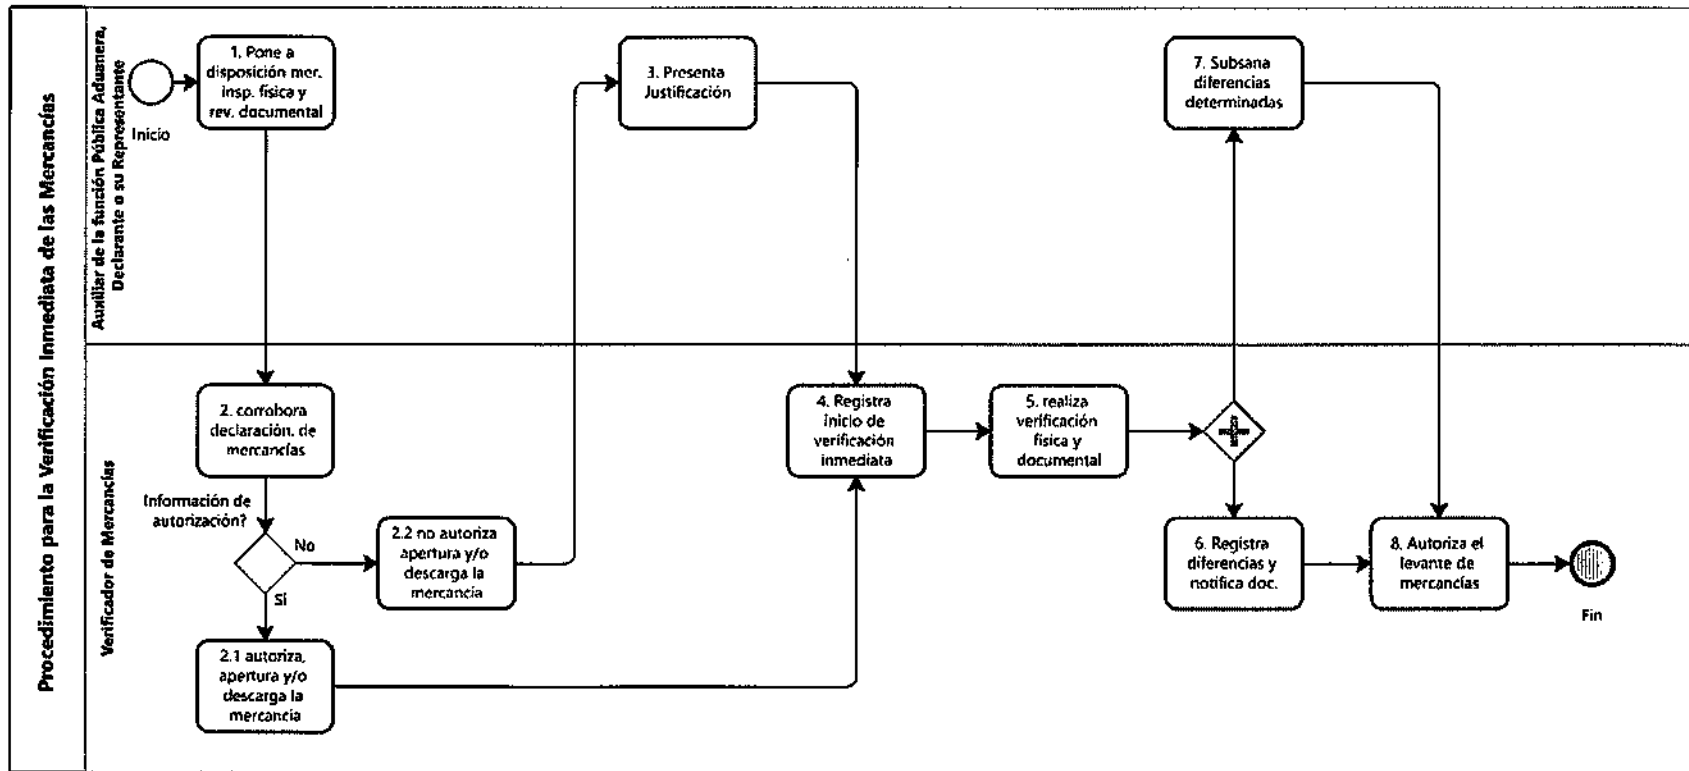 Procedimiento para la Verificación Inmediata de las Mercancías
Auxiliar de la función Pública Aduanera,
Declarante o su Representante
Inicio
1. Pone a
disposición mer.
insp. física y
rev. documental
3. Presenta
Justificación
7. Subsana
diferencias
determinadas
Verificador de Mercancías
2. corrobora
declaración. de
mercancías
Información de
autorización?
No
Sí
2.2 no autoriza
apertura y/o
descarga la
mercancía
2.1 autoriza,
apertura y/o
descarga la
mercancía
4. Registra
inicio de
verificación
inmediata
5. realiza
verificación
física y
documental
6. Registra
diferencias y
notifica doc.
8. Autoriza el
levante de
mercancías
Fin